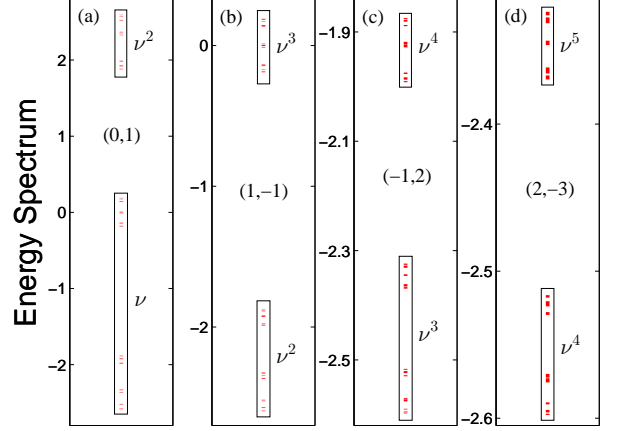 Energy Spectrum
(a)
2
1
0
−1
−2
ν²
(0,1)
ν
(b)
0
−1
−2
ν³
(1,−1)
ν²
(c)
−1.9
−2.1
−2.3
−2.5
ν⁴
(−1,2)
ν³
(d)
−2.4
−2.5
−2.6
ν⁵
(2,−3)
ν⁴